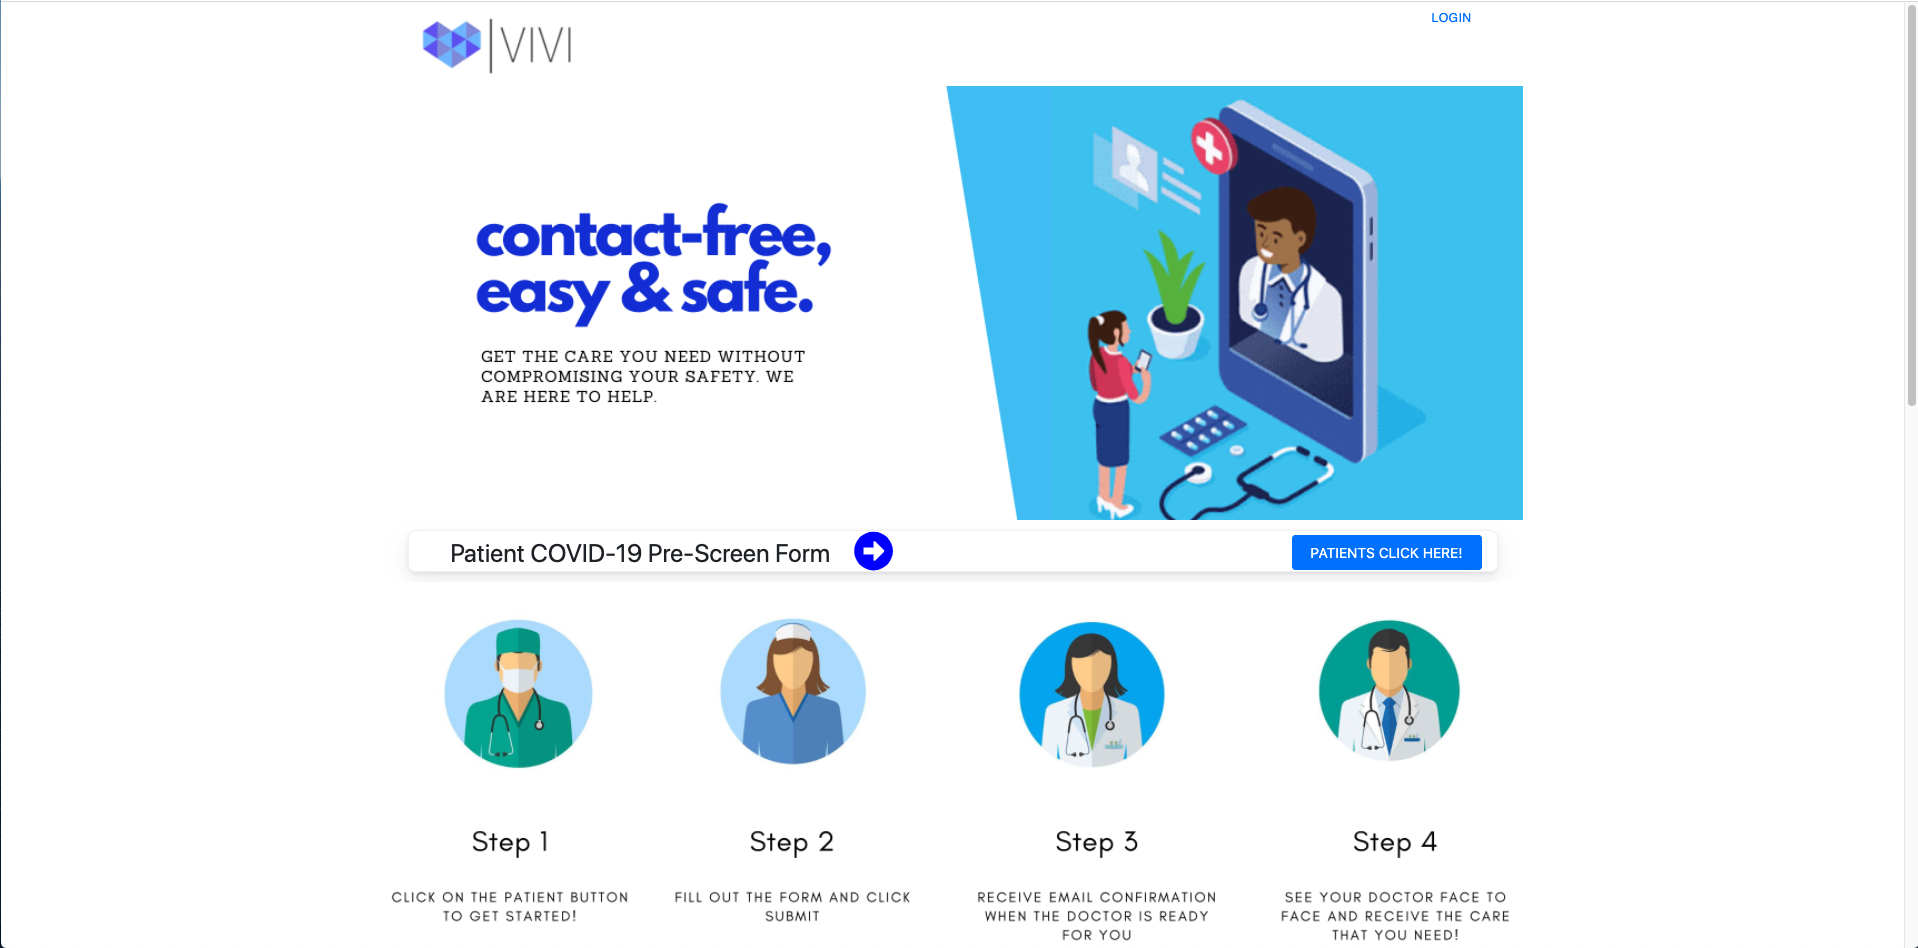 VIVI
LOGIN
contact-free,
easy & safe.
GET THE CARE YOU NEED WITHOUT
COMPROMISING YOUR SAFETY. WE
ARE HERE TO HELP.
Patient COVID-19 Pre-Screen Form
PATIENTS CLICK HERE!
Step 1
CLICK ON THE PATIENT BUTTON
TO GET STARTED!
Step 2
FILL OUT THE FORM AND CLICK
SUBMIT
Step 3
RECEIVE EMAIL CONFIRMATION
WHEN THE DOCTOR IS READY
FOR YOU
Step 4
SEE YOUR DOCTOR FACE TO
FACE AND RECEIVE THE CARE
THAT YOU NEED!